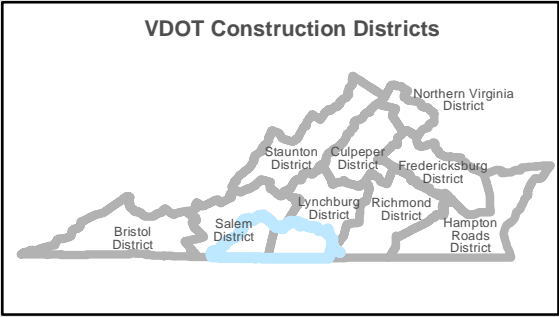 VDOT Construction Districts
Northern Virginia
District
Staunton
District
Culpeper
District
Fredericksburg
District
Lynchburg
District
Richmond
District
Salem
District
Bristol
District
Hampton
Roads
District